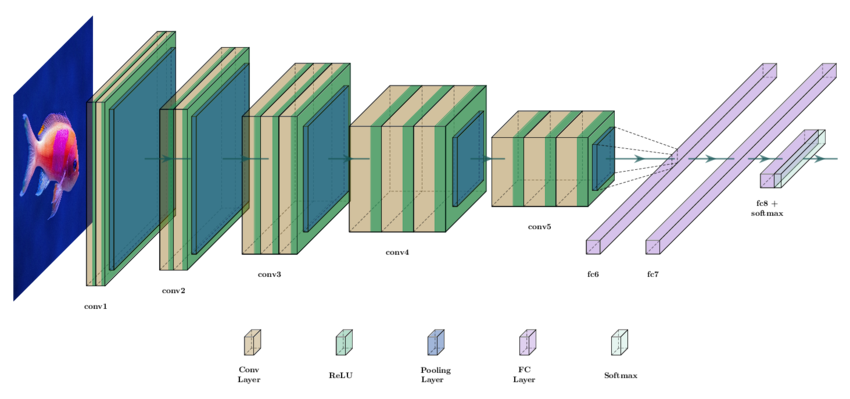 conv1
conv2
conv3
conv4
conv5
fc6
fc7
fc8 +
softmax
Conv
Layer
ReLU
Pooling
Layer
FC
Layer
Softmax